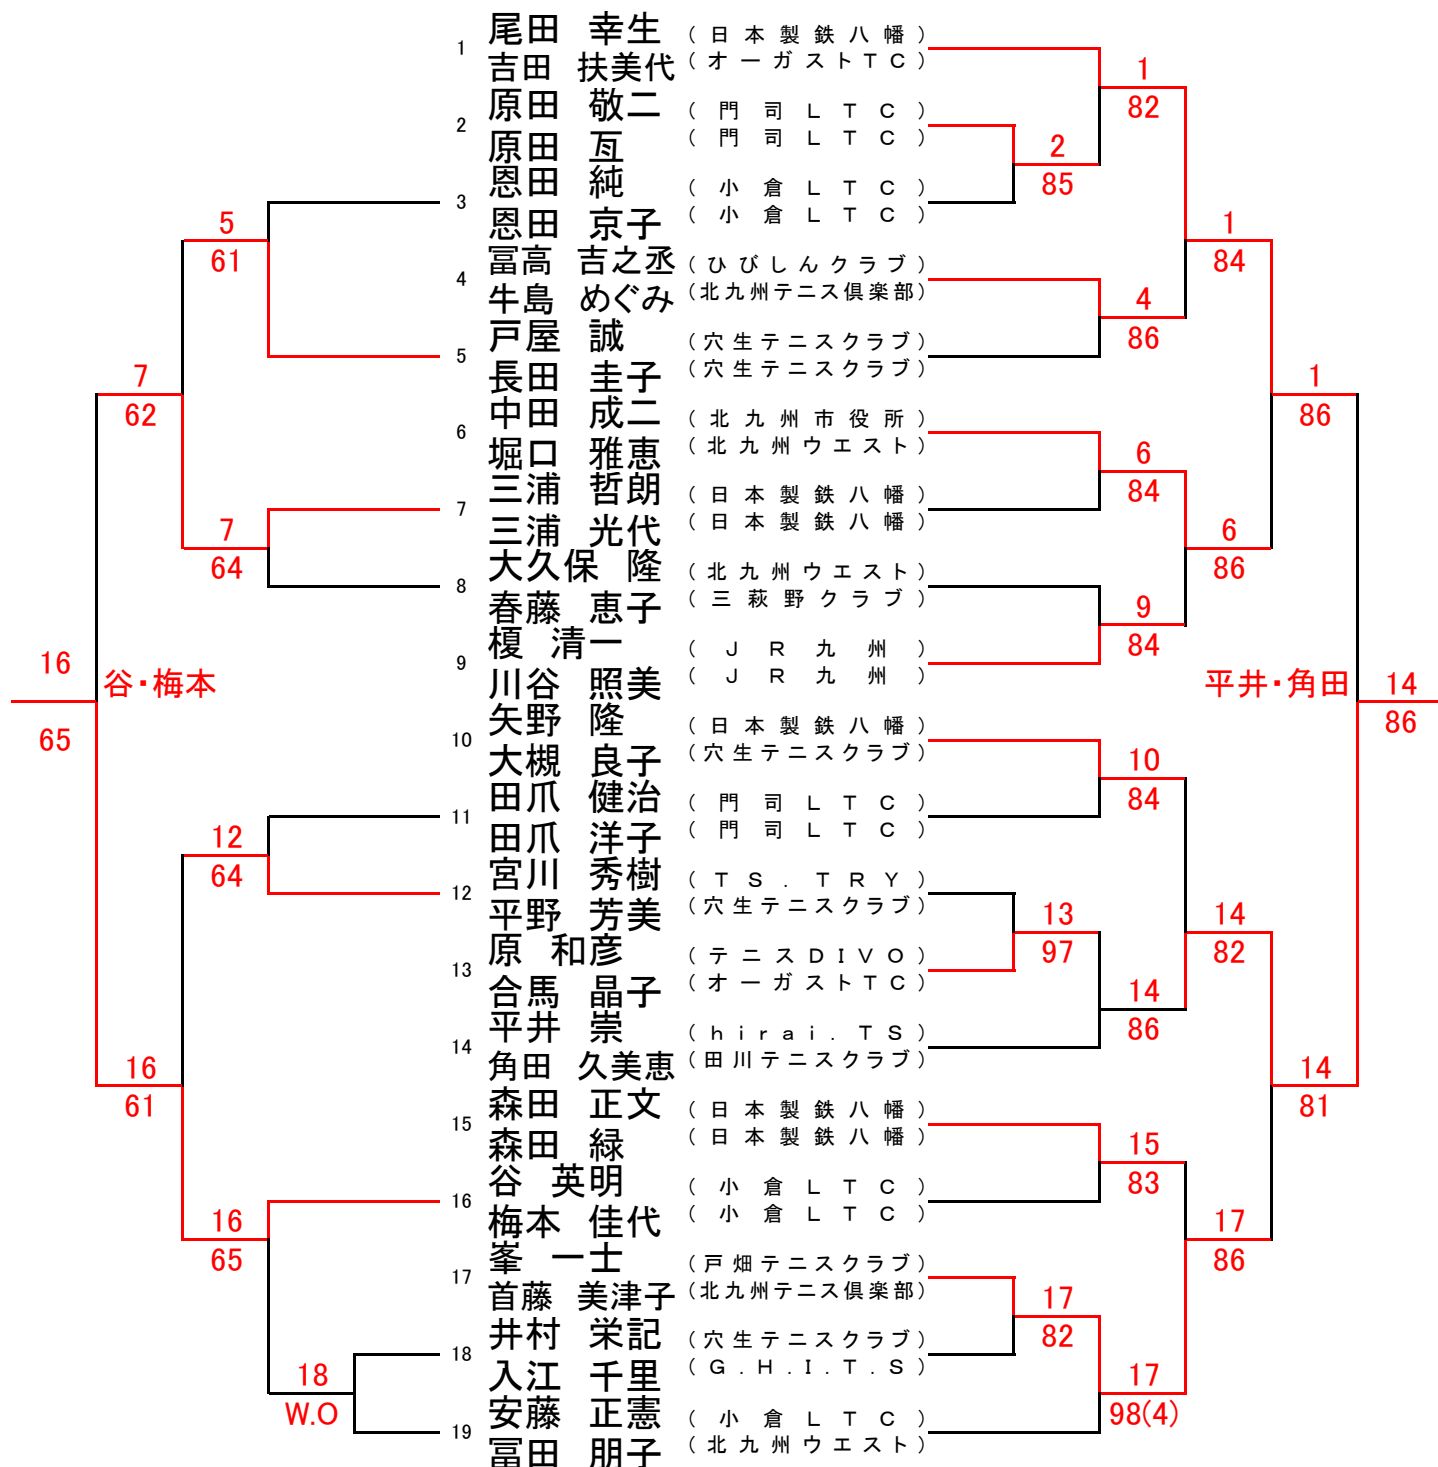 1 尾田 幸生 (日本製鉄八幡)
吉田 扶美代 (オーガストTC)
2 原田 敬二 (門司LTC)
原田 亙 (門司LTC)
3 恩田 純 (小倉LTC)
恩田 京子 (小倉LTC)
4 冨高 吉之丞 (ひびしんクラブ)
牛島 めぐみ (北九州テニス倶楽部)
5 戸屋 誠 (穴生テニスクラブ)
長田 圭子 (穴生テニスクラブ)
6 中田 成二 (北九州市役所)
堀口 雅恵 (北九州ウエスト)
7 三浦 哲朗 (日本製鉄八幡)
三浦 光代 (日本製鉄八幡)
8 大久保 隆 (北九州ウエスト)
春藤 恵子 (三萩野クラブ)
9 榎 清一 (JR九州)
川谷 照美 (JR九州)
10 矢野 隆 (日本製鉄八幡)
大槻 良子 (穴生テニスクラブ)
11 田爪 健治 (門司LTC)
田爪 洋子 (門司LTC)
12 宮川 秀樹 (TS.TRY)
平野 芳美 (穴生テニスクラブ)
13 原 和彦 (テニスDIVO)
合馬 晶子 (オーガストTC)
14 平井 崇 (hirai.TS)
角田 久美恵 (田川テニスクラブ)
15 森田 正文 (日本製鉄八幡)
森田 緑 (日本製鉄八幡)
16 谷 英明 (小倉LTC)
梅本 佳代 (小倉LTC)
17 峯 一士 (戸畑テニスクラブ)
首藤 美津子 (北九州テニス倶楽部)
18 井村 栄記 (穴生テニスクラブ)
入江 千里 (G.H.I.T.S)
19 安藤 正憲 (小倉LTC)
冨田 朋子 (北九州ウエスト)
5
61
7
62
7
64
16
谷・梅本
65
12
64
16
61
16
65
18
W.O
1
82
2
85
1
84
4
86
1
86
6
84
6
86
9
84
平井・角田
14
86
10
84
13
97
14
82
14
86
14
81
15
83
17
86
17
82
17
98(4)